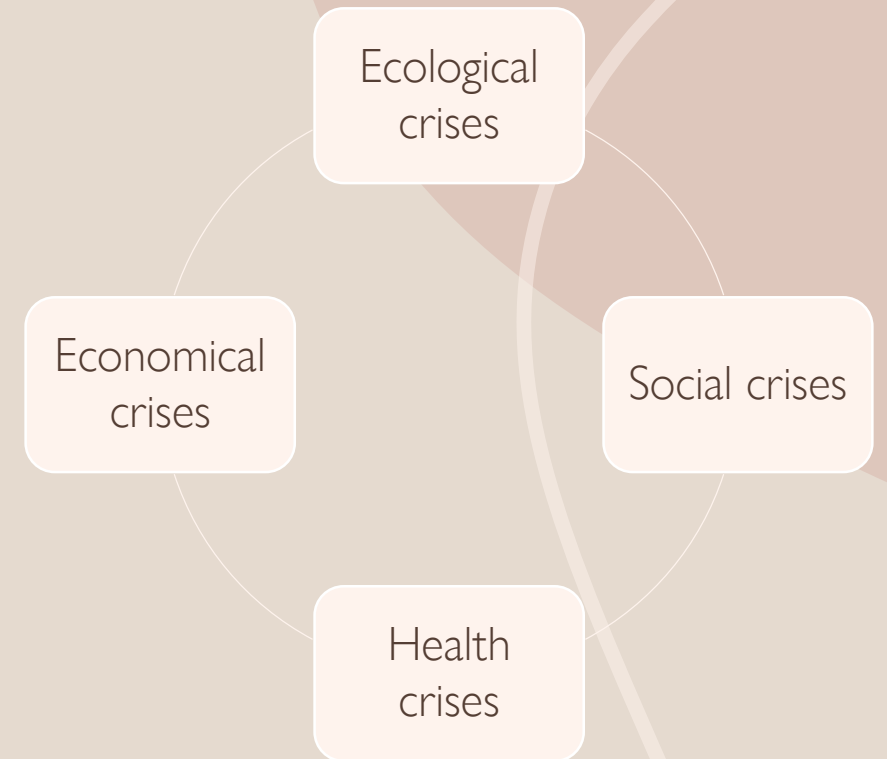 Ecological
crises
Economical
crises
Social crises
Health
crises